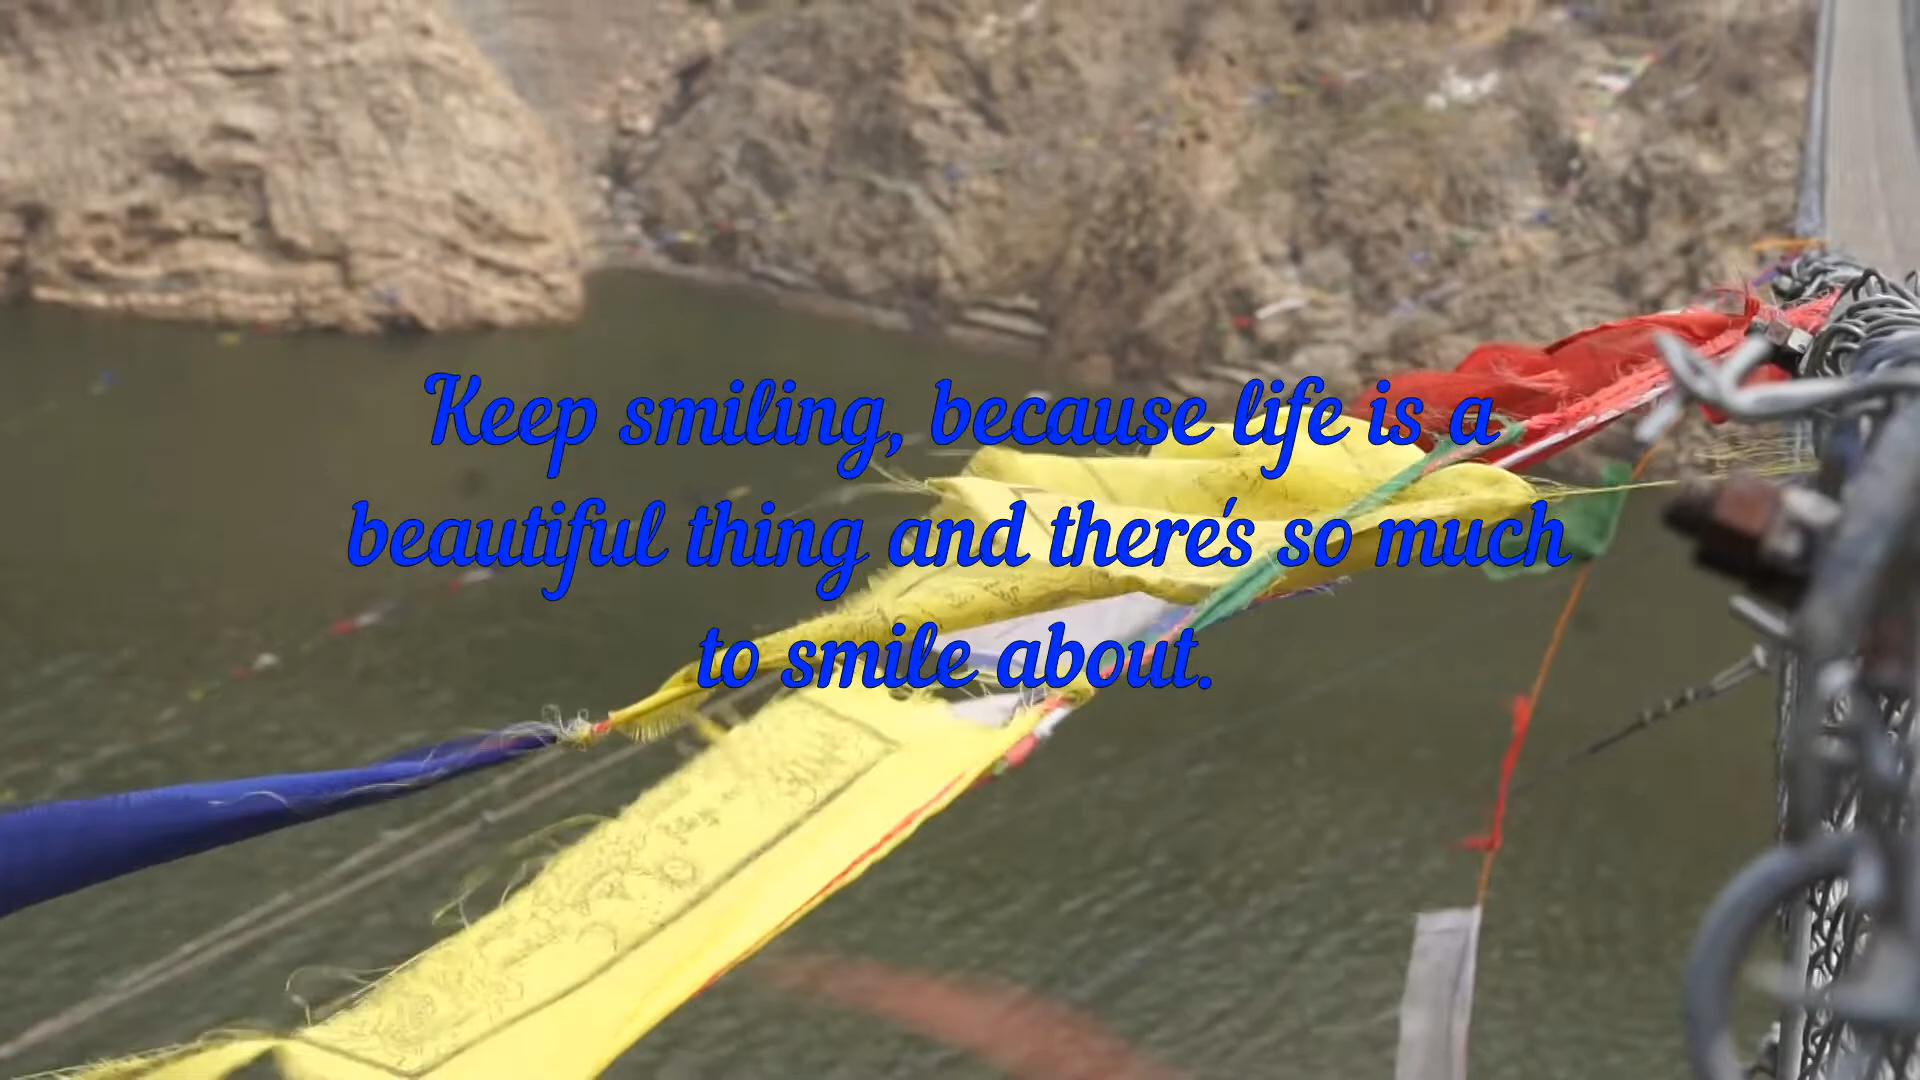 Keep smiling, because life is a
beautiful thing and there's so much
to smile about.